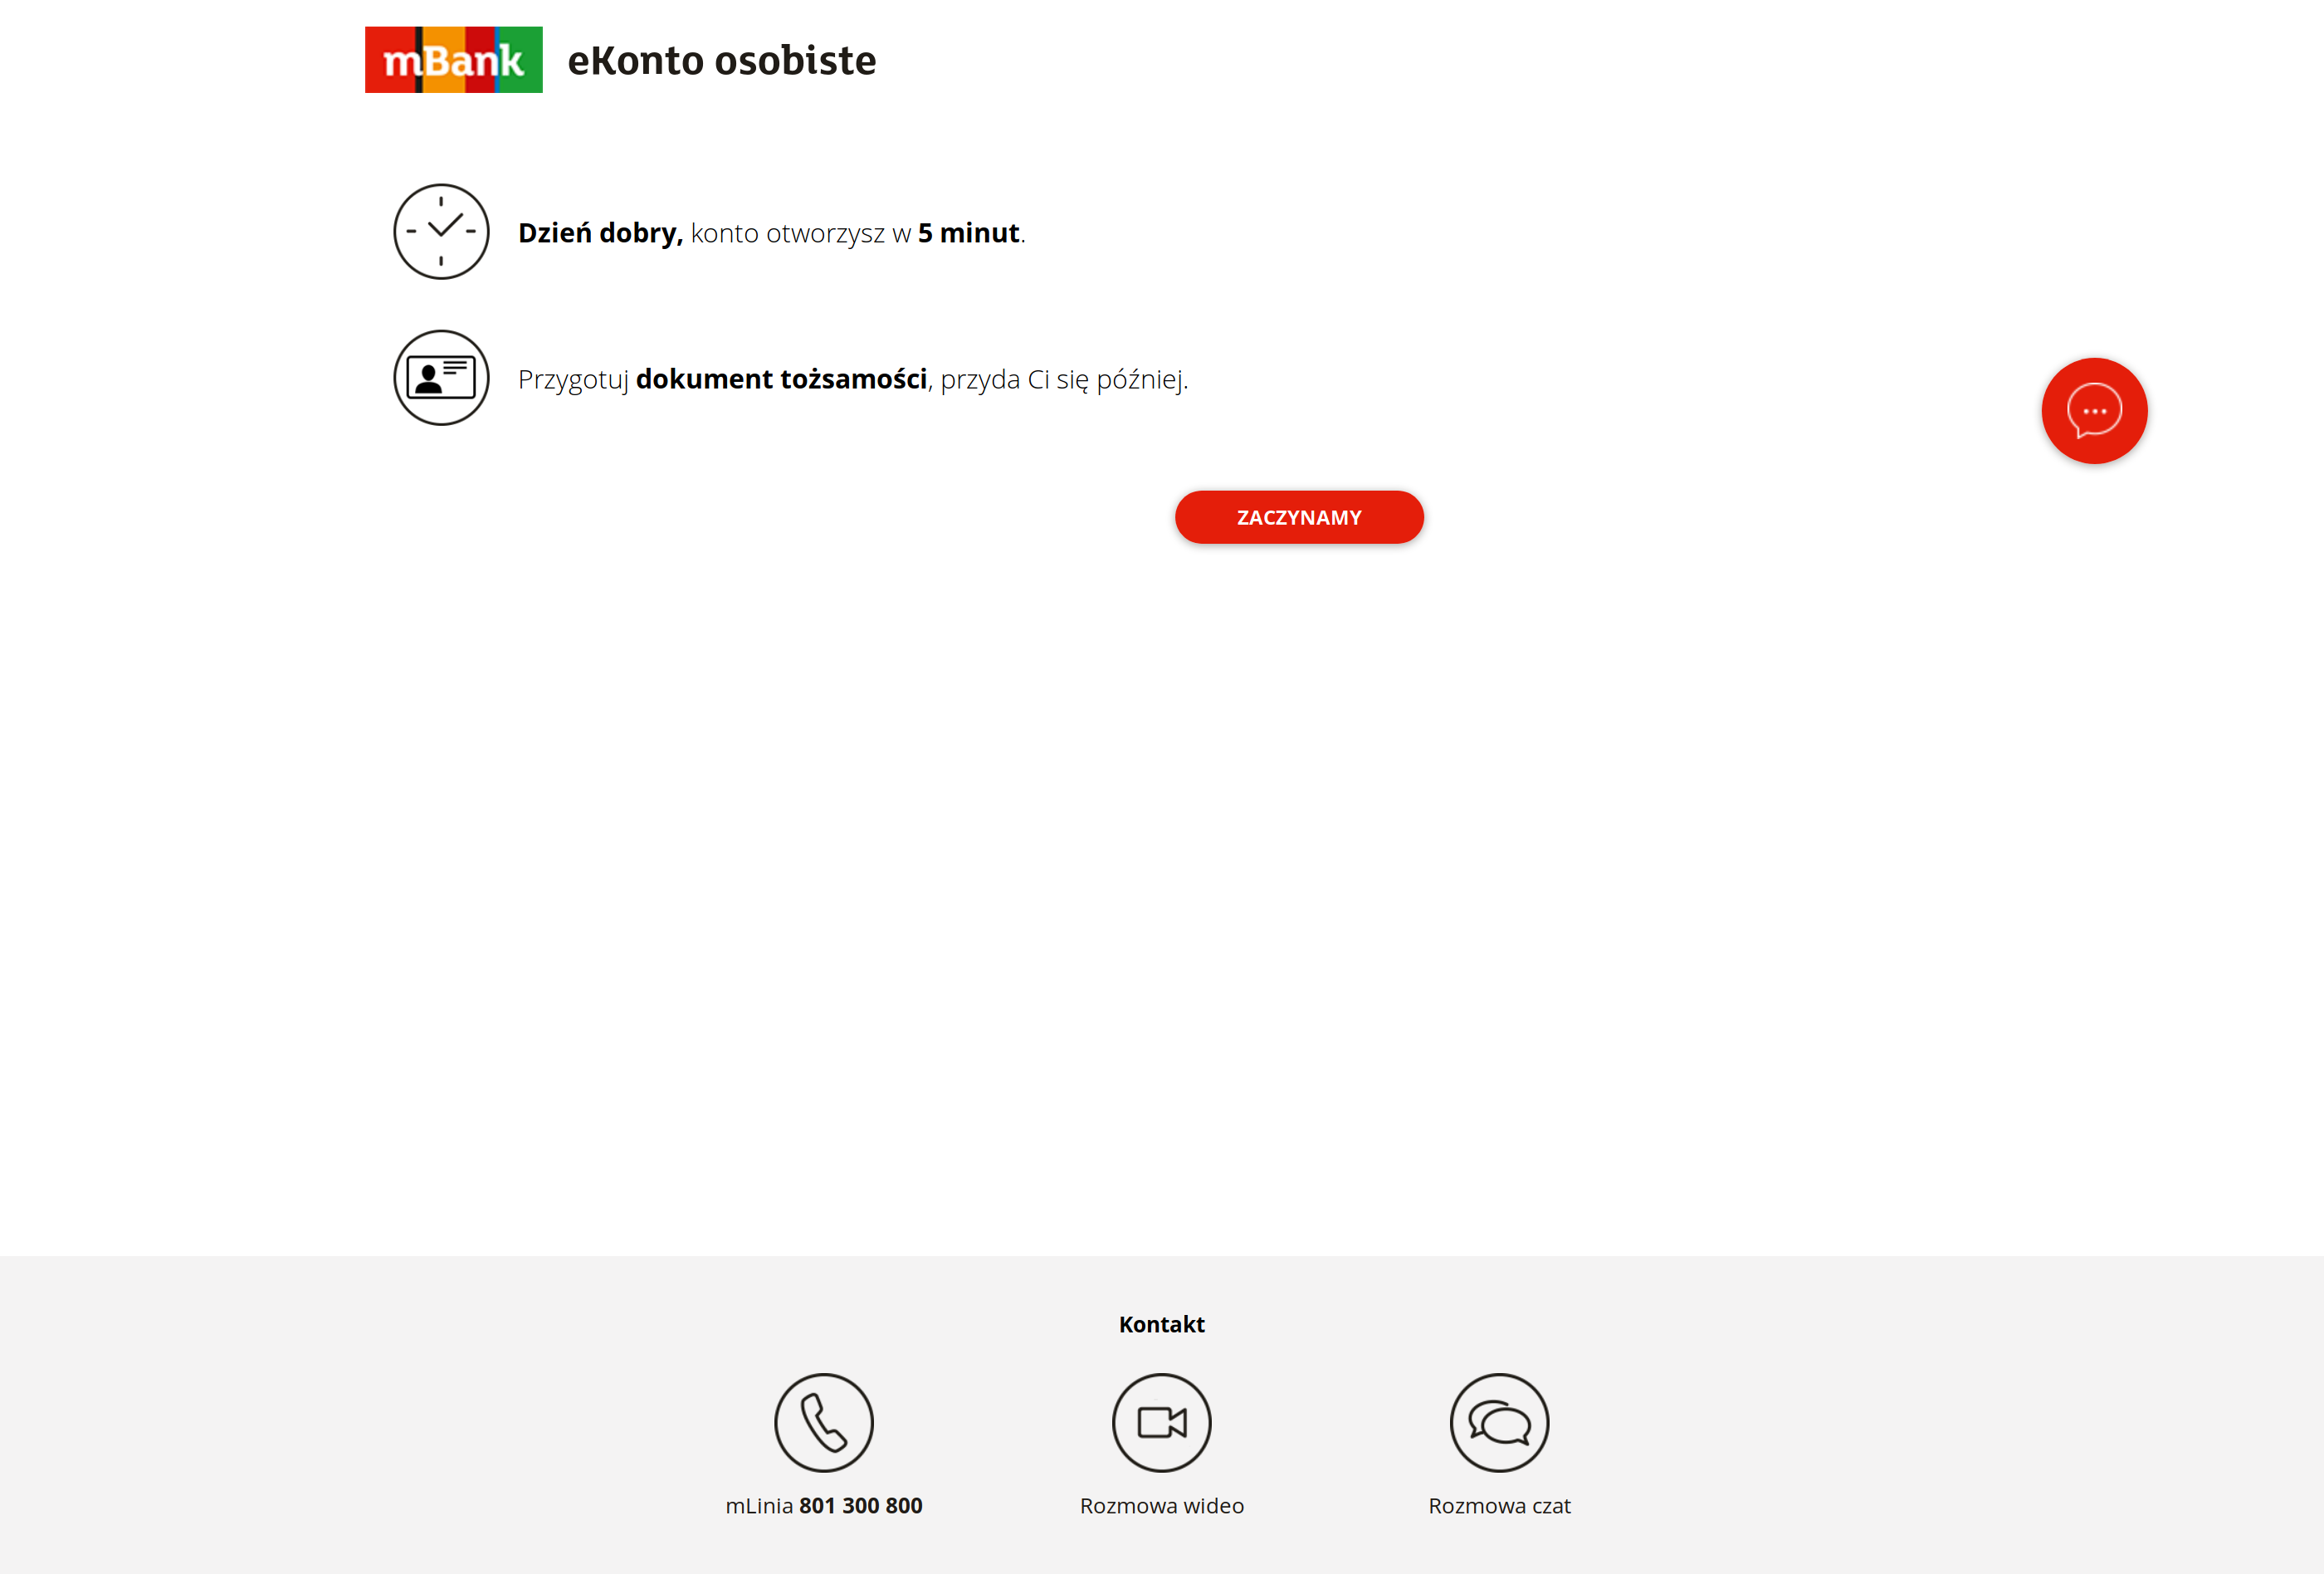 mBank eKonto osobiste
Dzień dobry, konto otworzysz w 5 minut.
Przygotuj dokument tożsamości, przyda Ci się później.
ZACZYNAMY
Kontakt
mLinia 801 300 800
Rozmowa wideo
Rozmowa czat